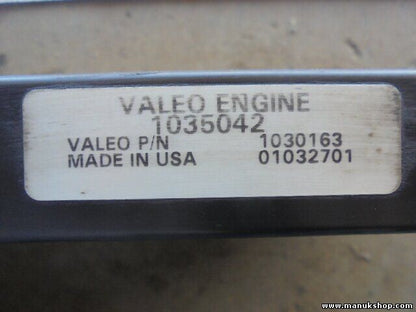 VALEO ENGINE
1035042
VALEO P/N 1030163
MADE IN USA 01032701
www.manukshop.com